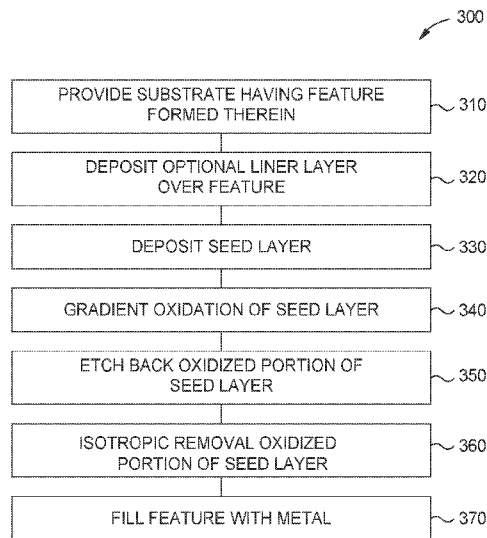 300
PROVIDE SUBSTRATE HAVING FEATURE
FORMED THEREIN
310
DEPOSIT OPTIONAL LINER LAYER
OVER FEATURE
320
DEPOSIT SEED LAYER
330
GRADIENT OXIDATION OF SEED LAYER
340
ETCH BACK OXIDIZED PORTION OF
SEED LAYER
350
ISOTROPIC REMOVAL OXIDIZED
PORTION OF SEED LAYER
360
FILL FEATURE WITH METAL
370